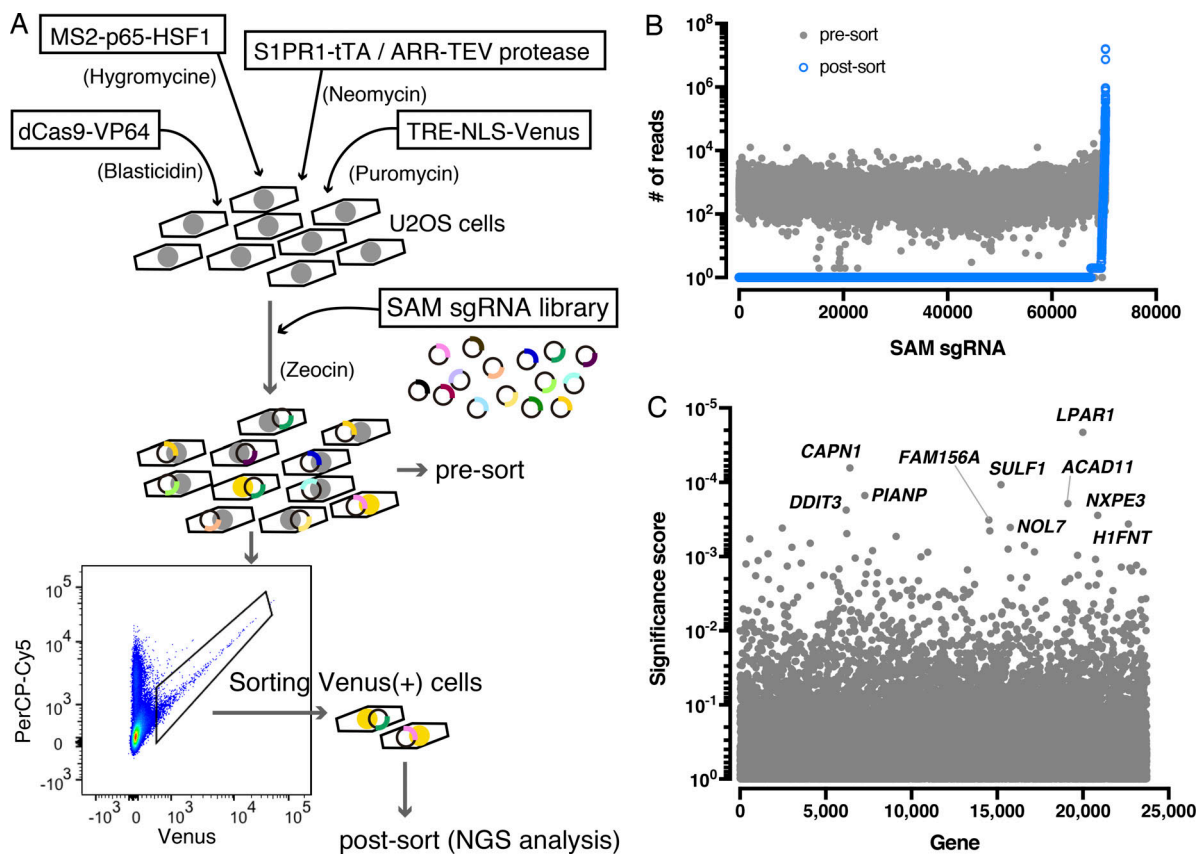 A
MS2-p65-HSF1
(Hygromycine)
S1PR1-tTA / ARR-TEV protease
(Neomycin)
dCas9-VP64
(Blasticidin)
TRE-NLS-Venus
(Puromycin)
U2OS cells
SAM sgRNA library
(Zeocin)
pre-sort
PerCP-Cy5
10^5
10^4
10^3
0
-10^3
-10^3 0 10^3 10^4 10^5
Venus
Sorting Venus(+) cells
post-sort (NGS analysis)
B
# of reads
10^8
10^6
10^4
10^2
10^0
pre-sort
post-sort
0 20000 40000 60000 80000
SAM sgRNA
C
Significance score
10^-5
10^-4
10^-3
10^-2
10^-1
10^0
LPAR1
CAPN1
FAM156A
SULF1
ACAD11
DDIT3
PIANP
NOL7
NXPE3
H1FNT
0 5,000 10,000 15,000 20,000 25,000
Gene